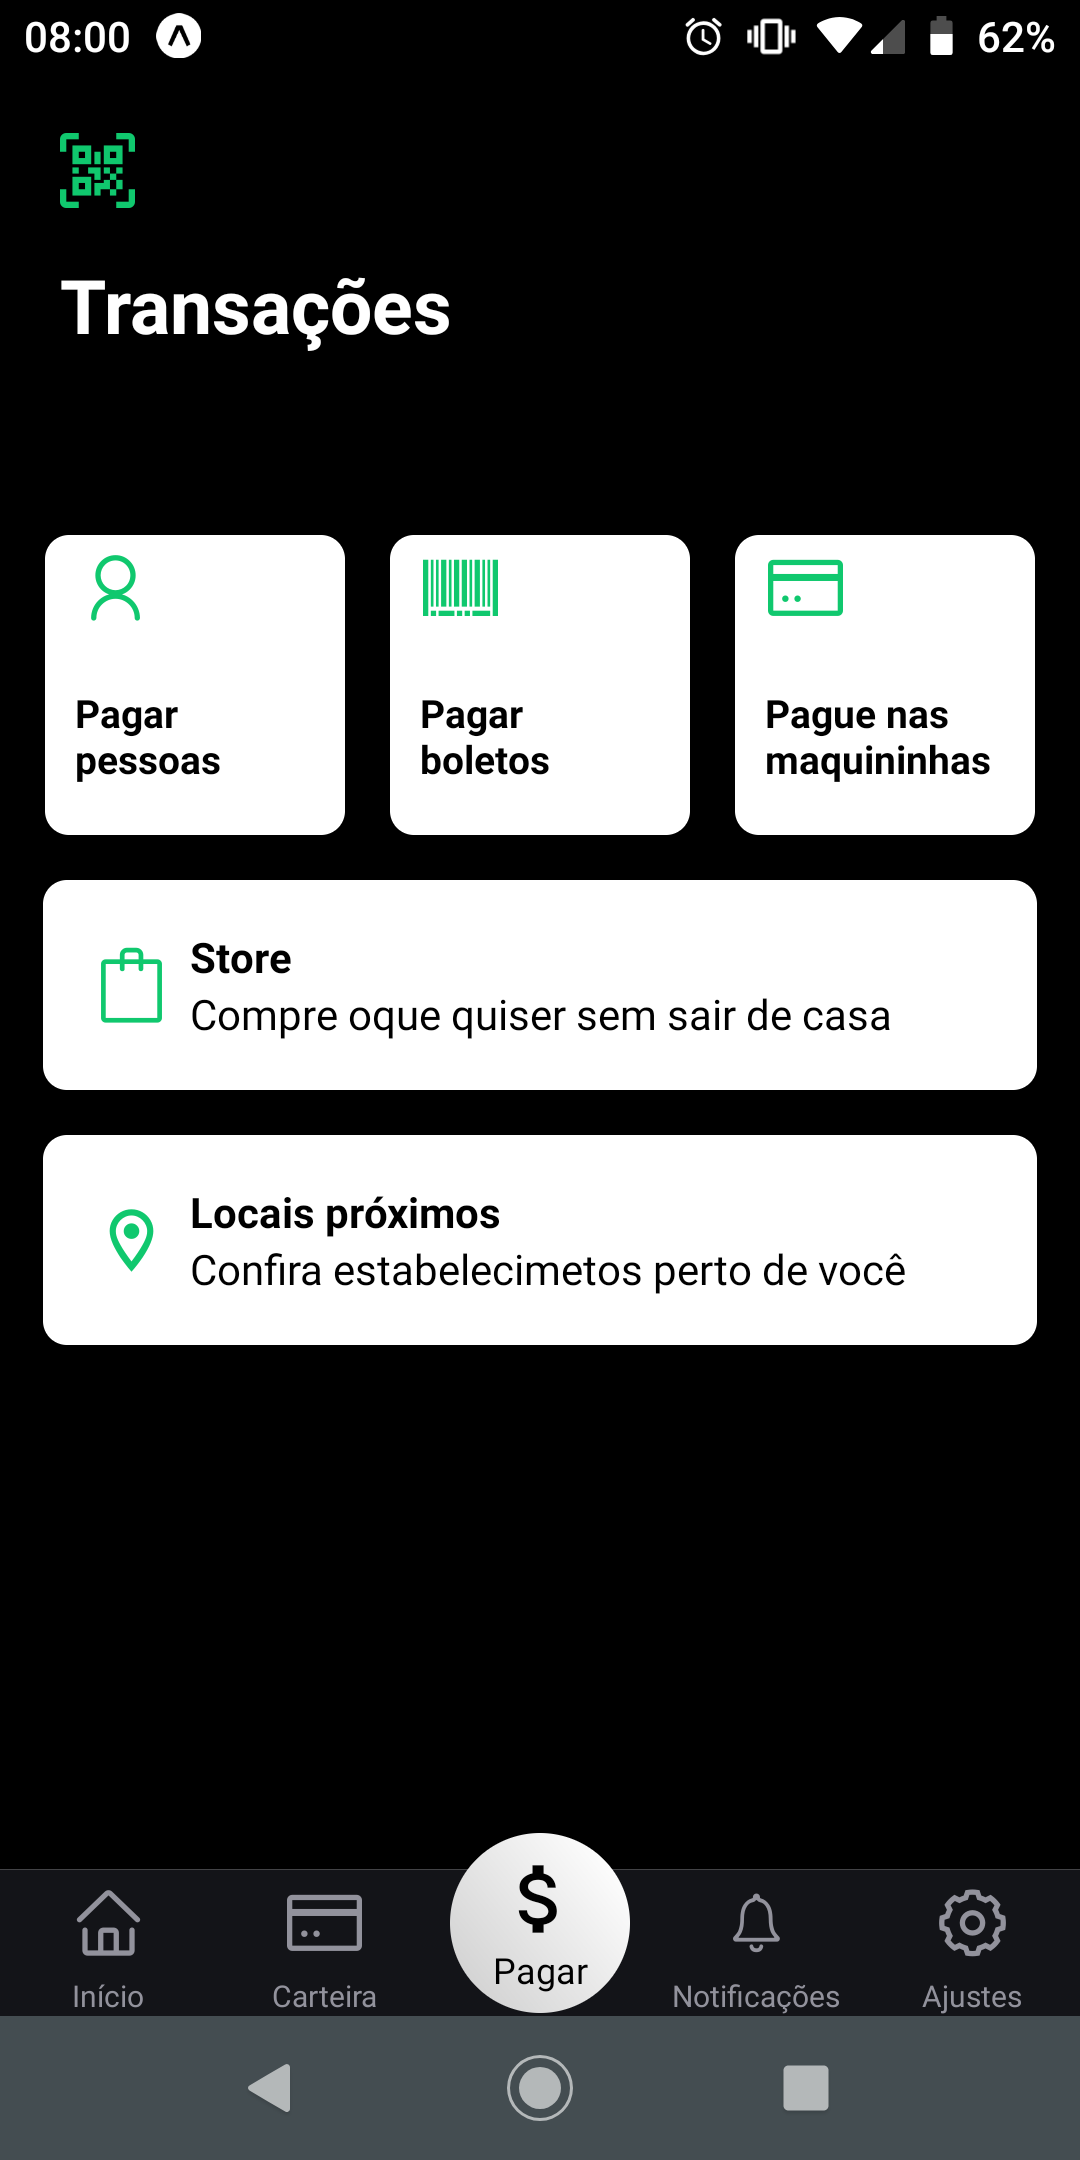 08:00
62%
Transações
Pagar
pessoas
Pagar
boletos
Pague nas
maquininhas
Store
Compre oque quiser sem sair de casa
Locais próximos
Confira estabelecimetos perto de você
$
Início
Carteira
Pagar
Notificações
Ajustes